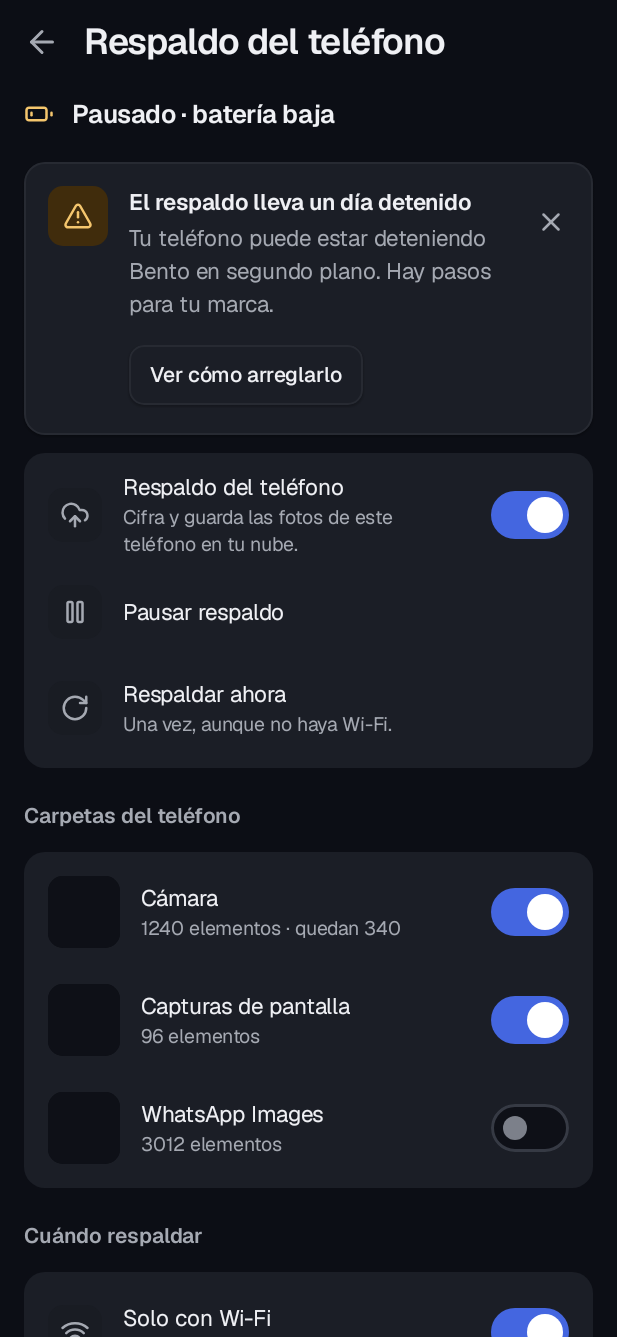 Respaldo del teléfono
Pausado · batería baja
El respaldo lleva un día detenido
Tu teléfono puede estar deteniendo
Bento en segundo plano. Hay pasos
para tu marca.
Ver cómo arreglarlo
Respaldo del teléfono
Cifra y guarda las fotos de este
teléfono en tu nube.
Pausar respaldo
Respaldar ahora
Una vez, aunque no haya Wi-Fi.
Carpetas del teléfono
Cámara
1240 elementos · quedan 340
Capturas de pantalla
96 elementos
WhatsApp Images
3012 elementos
Cuándo respaldar
Solo con Wi-Fi